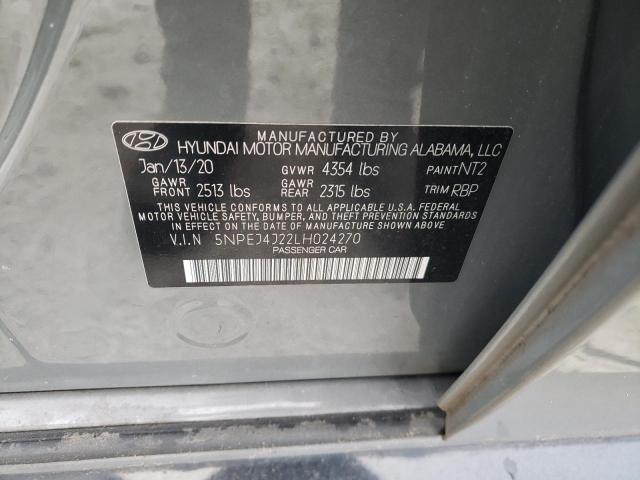 MANUFACTURED BY
HYUNDAI MOTOR MANUFACTURING ALABAMA, LLC
Jan/13/20 GVWR 4354 lbs PAINT NT2
GAWR FRONT 2513 lbs GAWR REAR 2315 lbs TRIM RBP
THIS VEHICLE CONFORMS TO ALL APPLICABLE U.S.A. FEDERAL
MOTOR VEHICLE SAFETY, BUMPER, AND THEFT PREVENTION STANDARDS
IN EFFECT ON THE DATE OF MANUFACTURE SHOWN ABOVE.
V.I.N 5NPEJ4J22LH024270
PASSENGER CAR